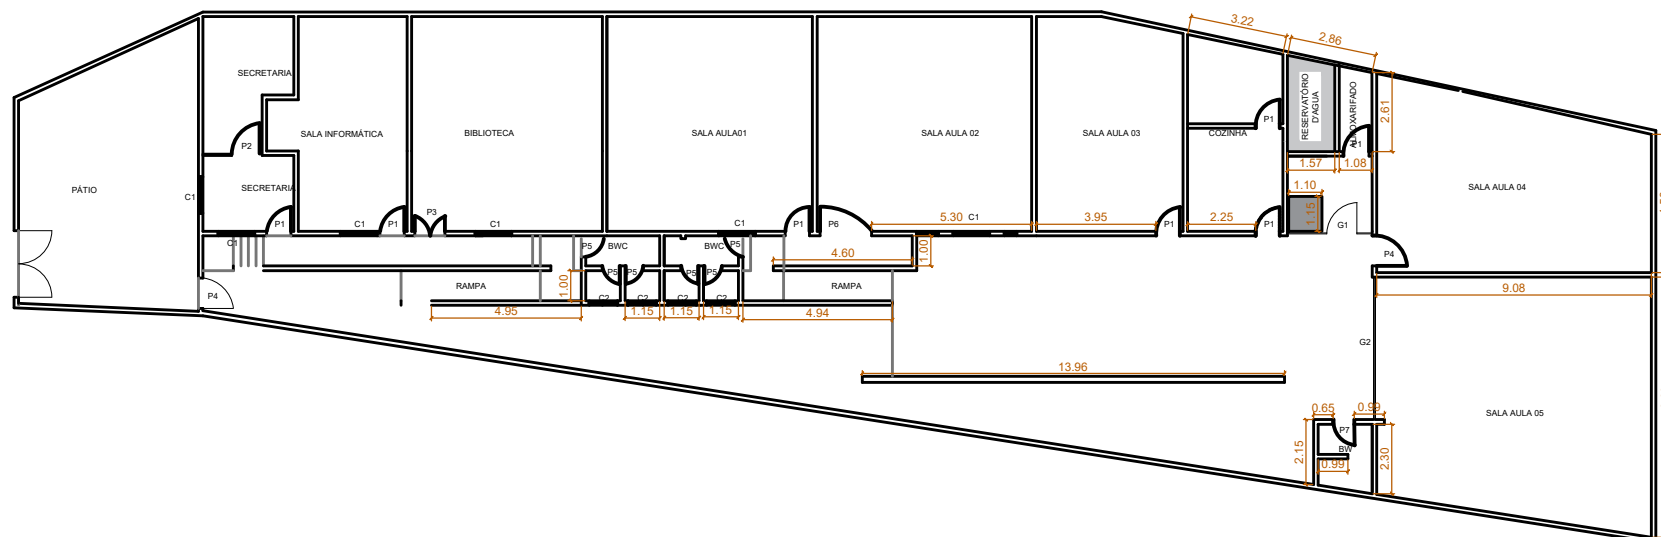 3.22
2.86
SECRETARIA
SALA INFORMÁTICA
BIBLIOTECA
SALA AULA01
SALA AULA 02
SALA AULA 03
COZINHA
P1
RESERVATÓRIO
D'AGUA
2.61
P2
PÁTIO
SECRETARIA
C1
1.57
1.08
SALA AULA 04
1.10
1.15
P1
C1
P1
P3
C1
C1
P1
P6
5.30
C1
3.95
P1
2.25
P1
G1
C1
P5
BWC
BWC
P5
4.60
1.00
P4
P4
RAMPA
1.00
P5
P5
P5
P5
RAMPA
9.08
C2
C2
C2
C2
4.95
1.15
1.15
1.15
4.94
G2
13.96
0.65
0.99
SALA AULA 05
P7
BW
2.15
0.99
2.30